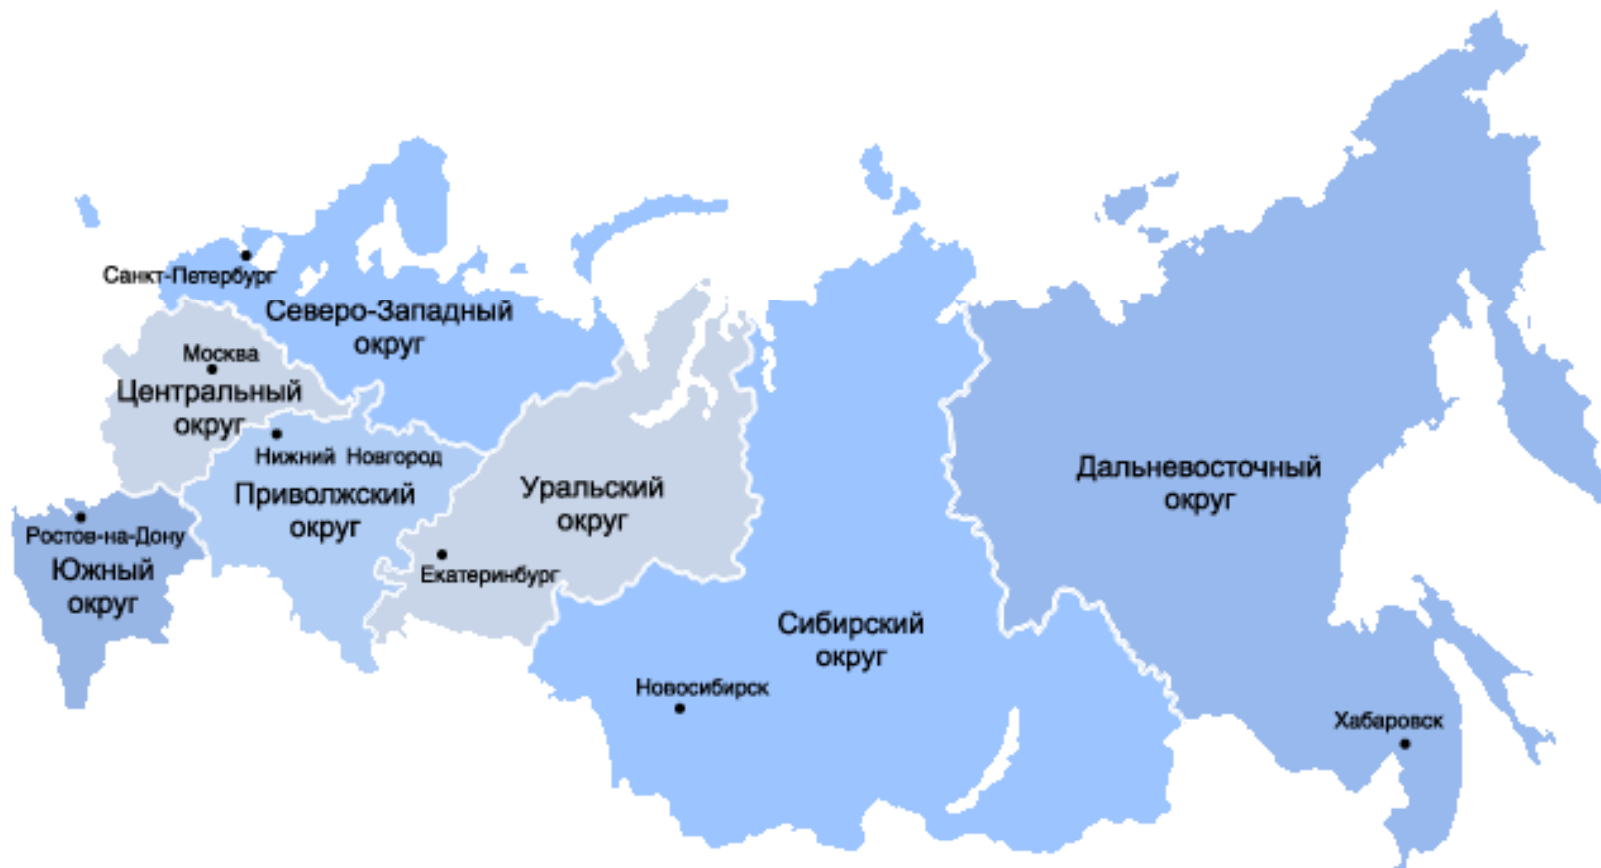 Санкт-Петербург
Северо-Западный
округ
Москва
Центральный
округ
Нижний Новгород
Приволжский
округ
Уральский
округ
Дальневосточный
округ
Ростов-на-Дону
Южный
округ
Екатеринбург
Сибирский
округ
Новосибирск
Хабаровск